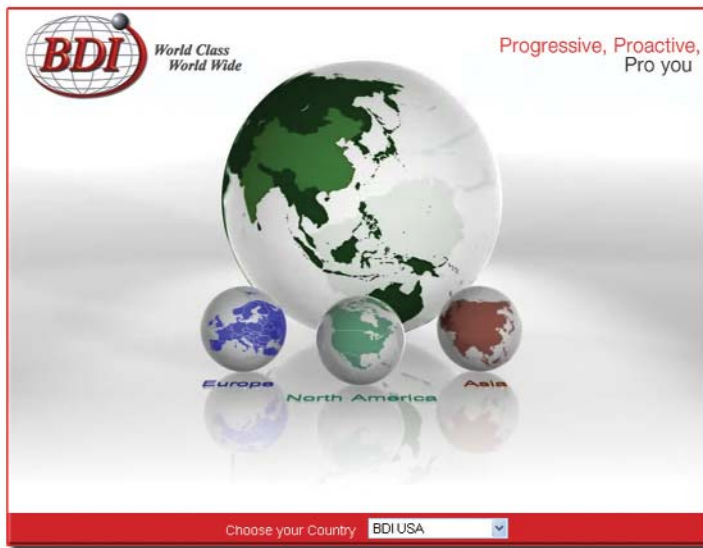 BDI
World Class
World Wide
Progressive, Proactive,
Pro you
Europe
North America
Asia
Choose your Country BDI USA